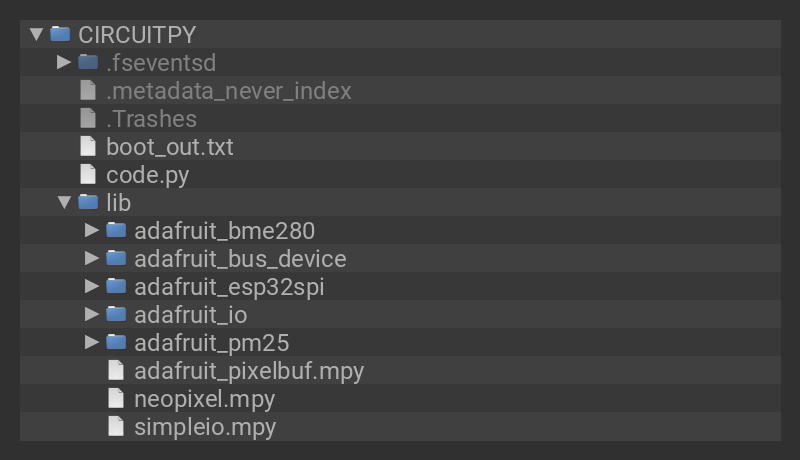 CIRCUITPY
.fseventsd
.metadata_never_index
.Trashes
boot_out.txt
code.py
lib
adafruit_bme280
adafruit_bus_device
adafruit_esp32spi
adafruit_io
adafruit_pm25
adafruit_pixelbuf.mpy
neopixel.mpy
simpleio.mpy